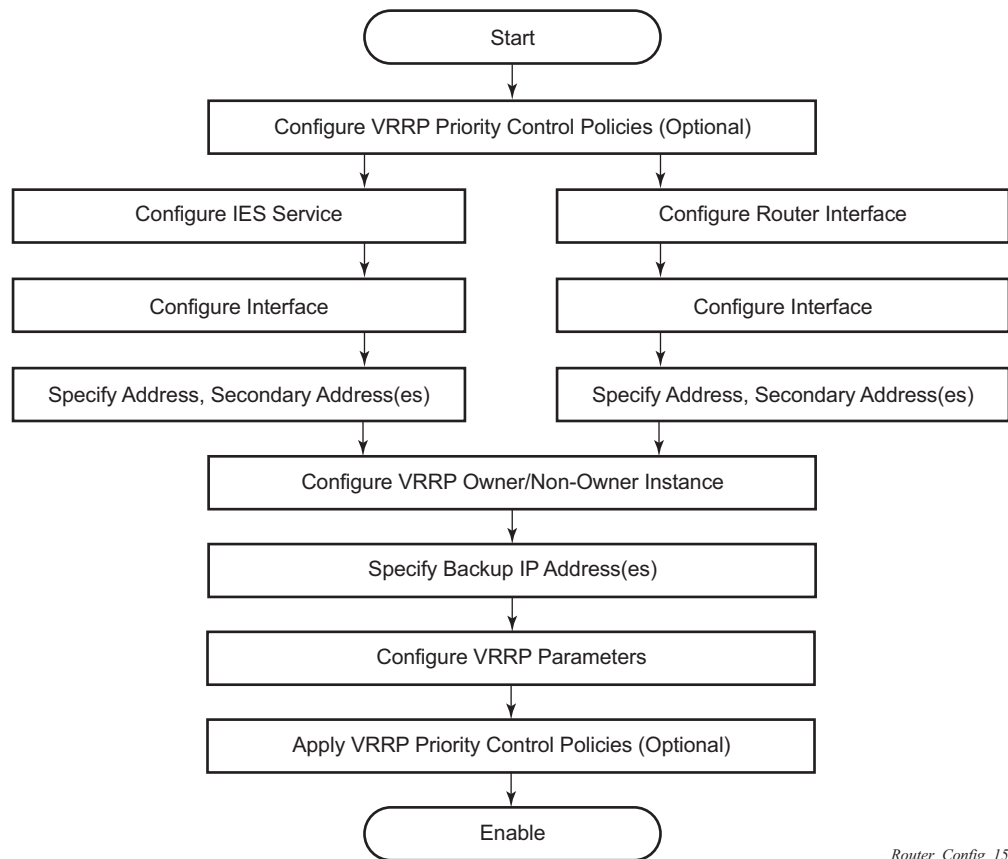 Start
Configure VRRP Priority Control Policies (Optional)
Configure IES Service
Configure Router Interface
Configure Interface
Configure Interface
Specify Address, Secondary Address(es)
Specify Address, Secondary Address(es)
Configure VRRP Owner/Non-Owner Instance
Specify Backup IP Address(es)
Configure VRRP Parameters
Apply VRRP Priority Control Policies (Optional)
Enable
Router_Config_15